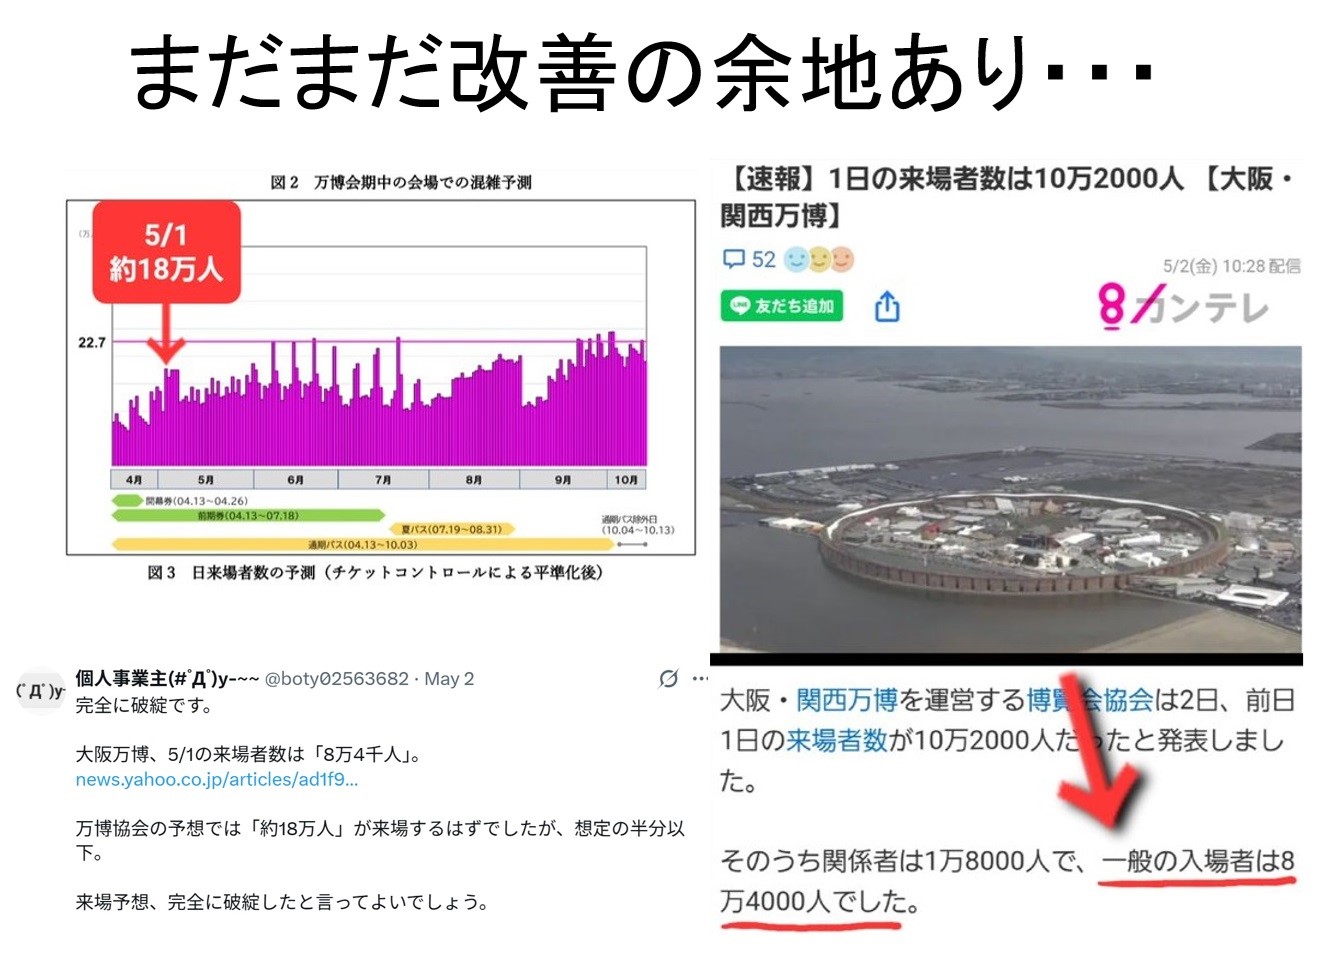 まだまだ改善の余地あり・・・
図2 万博会期中の会場での混雑予測
5/1
約18万人
22.7
4月 5月 6月 7月 8月 9月 10月
開幕券(04.13～04.26)
前期券(04.13～07.18)
夏パス(07.19～08.31)
通期パス除外日
(10.04～10.13)
通期パス(04.13～10.03)
図3 日来場者数の予測（チケットコントロールによる平準化後）
個人事業主(#ﾟДﾟ)y-~~ @boty02563682 · May 2
完全に破綻です。
大阪万博、5/1の来場者数は「8万4千人」。
news.yahoo.co.jp/articles/ad1f9...
万博協会の予想では「約18万人」が来場するはずでしたが、想定の半分以
下。
来場予想、完全に破綻したと言ってよいでしょう。
【速報】1日の来場者数は10万2000人 【大阪・
関西万博】
52
5/2(金) 10:28 配信
LINE 友だち追加
8カンテレ
大阪・関西万博を運営する博覧会協会は2日、前日
1日の来場者数が10万2000人だったと発表しまし
た。
そのうち関係者は1万8000人で、一般の入場者は8
万4000人でした。